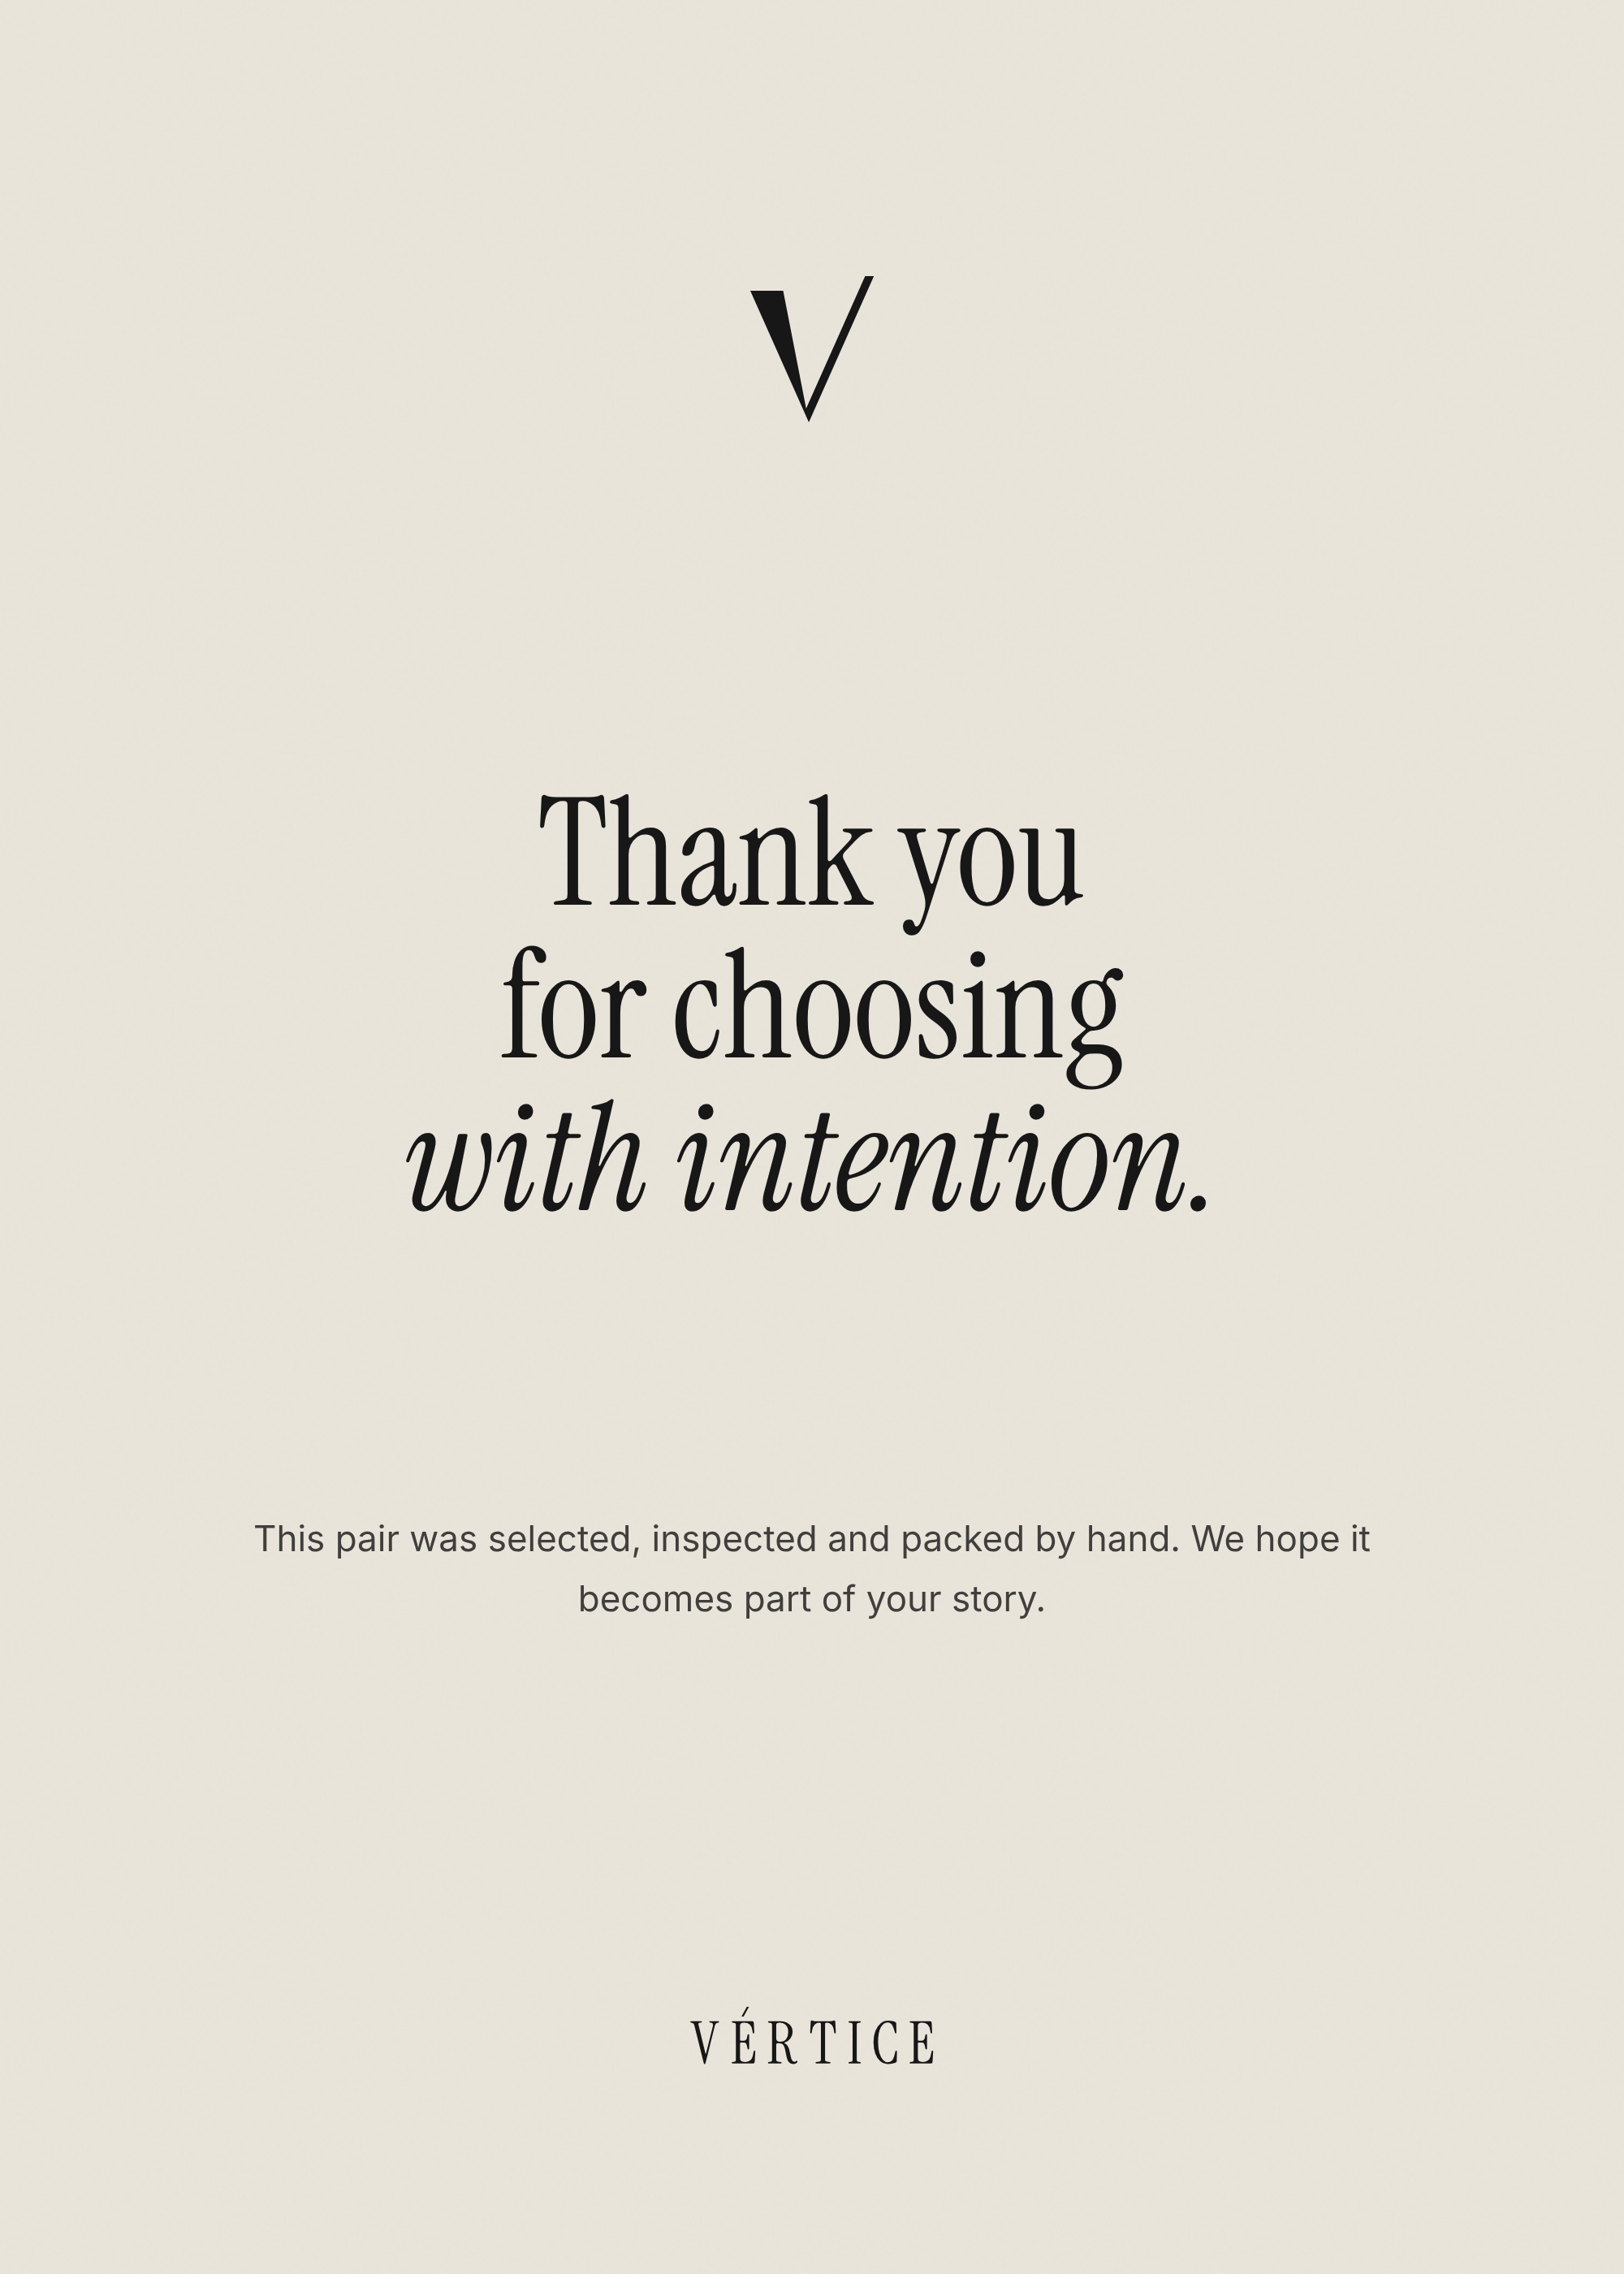 V
Thank you
for choosing
with intention.
This pair was selected, inspected and packed by hand. We hope it
becomes part of your story.
VÉRTICE